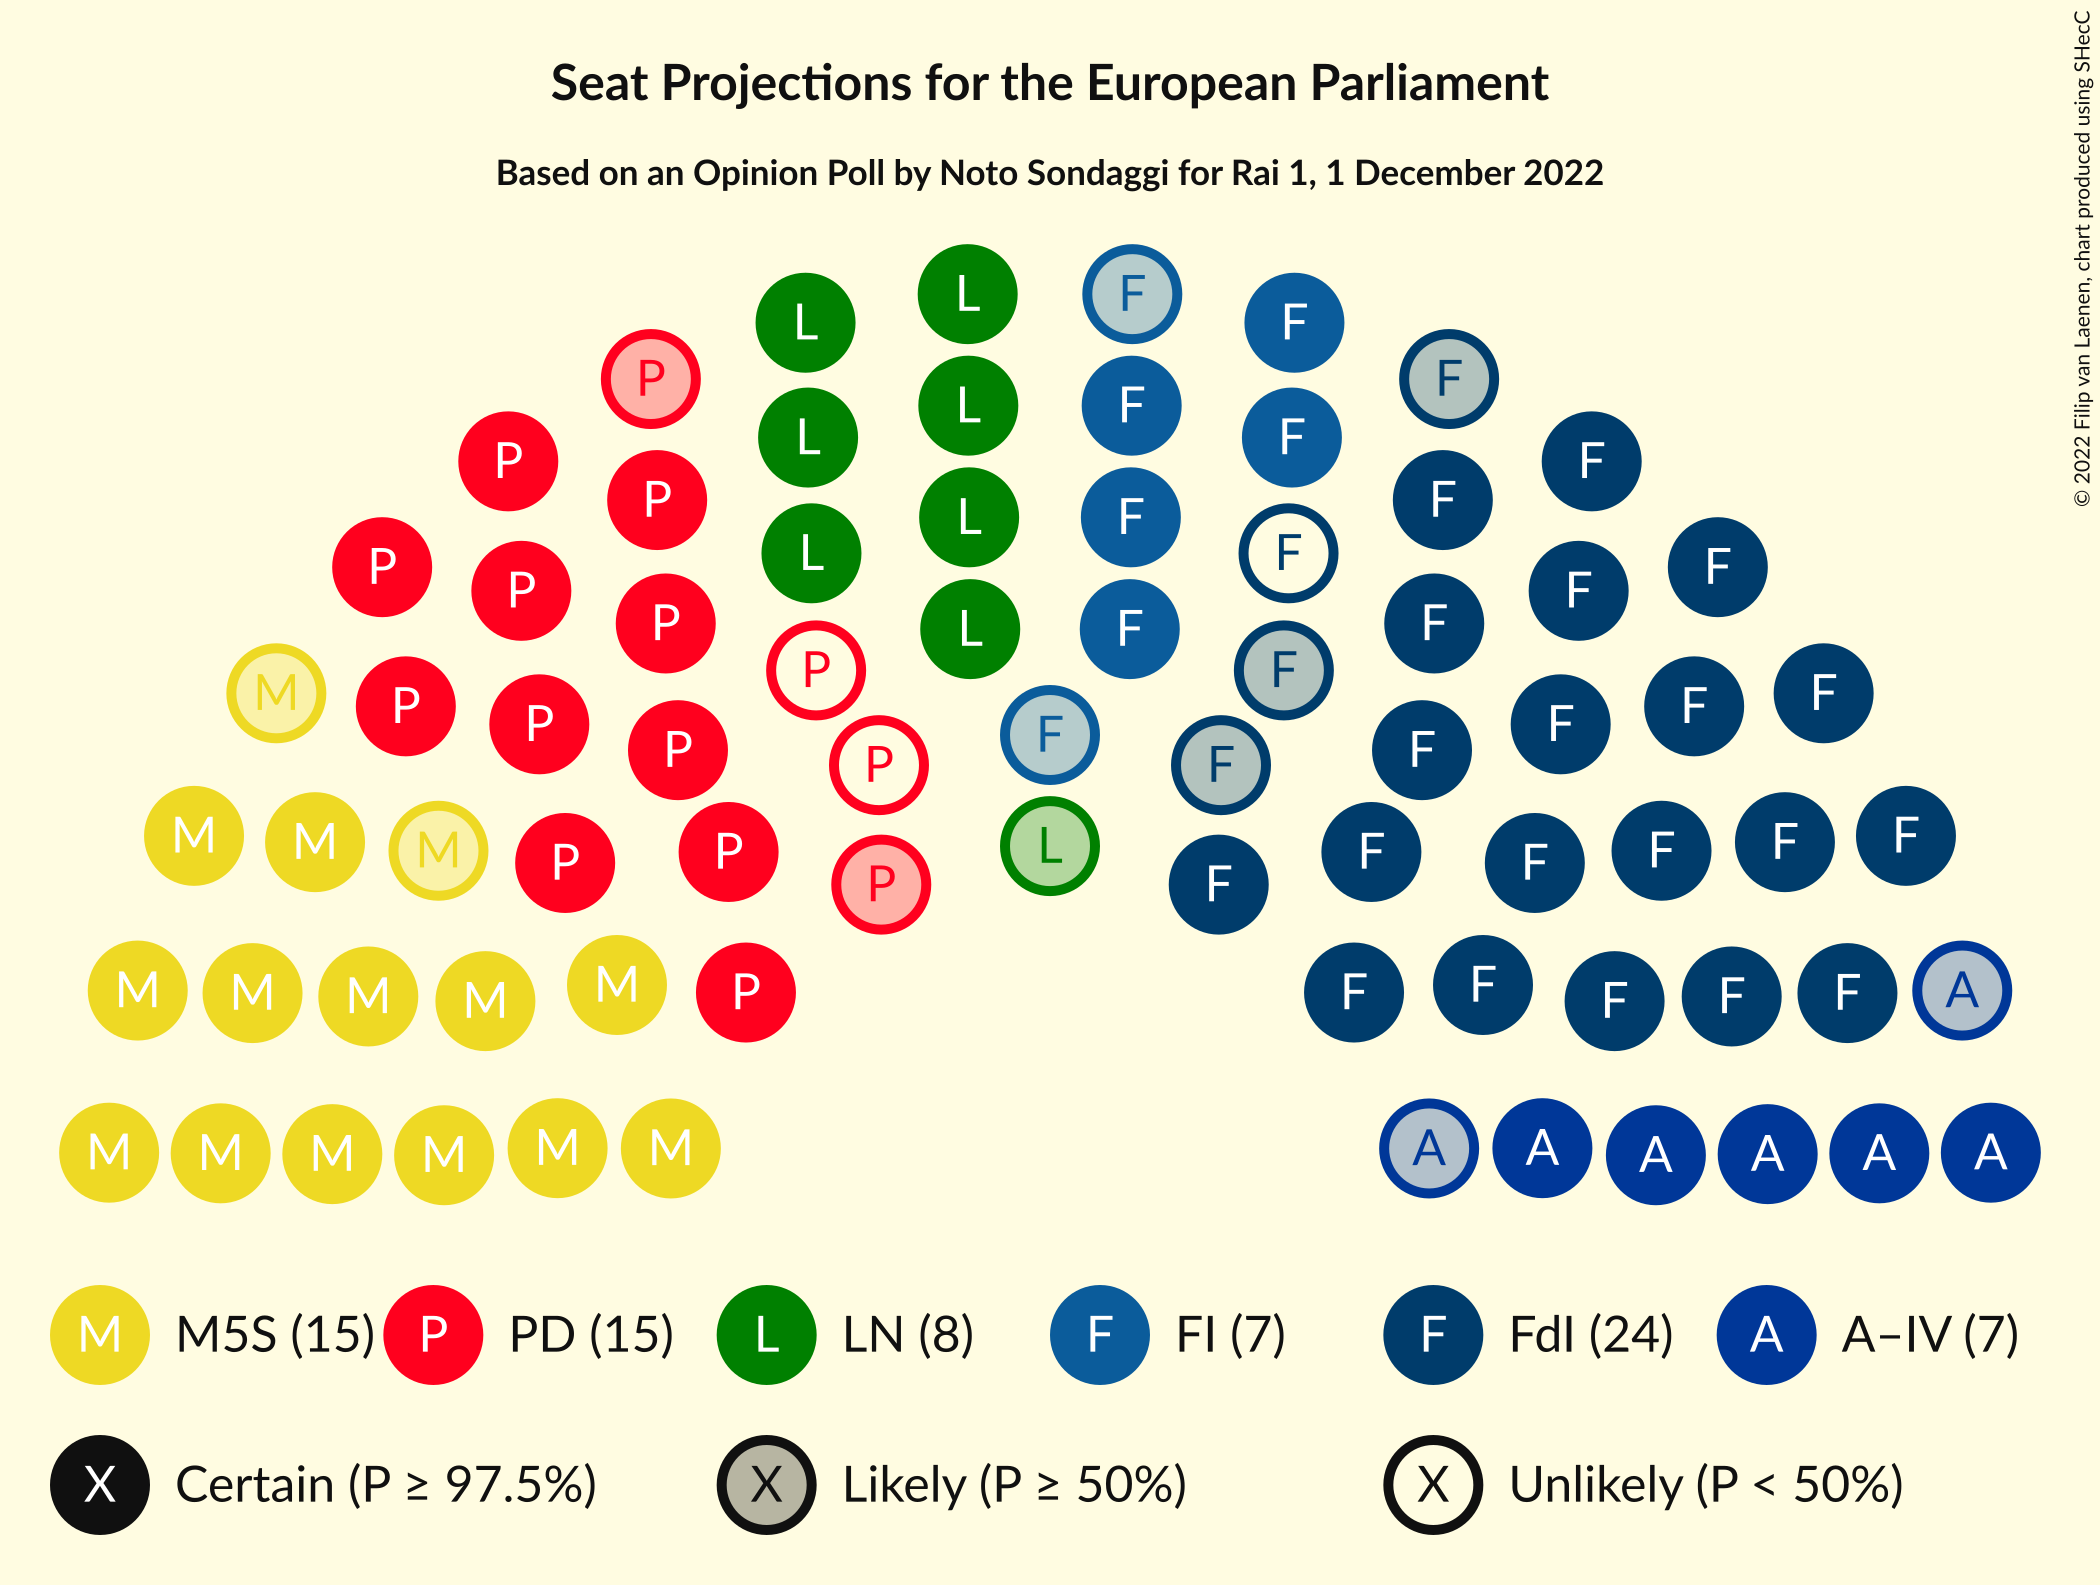 Seat Projections for the European Parliament
Based on an Opinion Poll by Noto Sondaggi for Rai 1, 1 December 2022
© 2022 Filip van Laenen, chart produced using SHecC
L L F F
P L L F F F
P P L L F F F F
P P P P L F F F F F
M P P P P F F F F F F
M M M P P P L F F F F F F
M M M M M P F F F F F A
M M M M M M A A A A A A
M M5S (15) P PD (15) L LN (8) F FI (7) F FdI (24) A A–IV (7)
X Certain (P ≥ 97.5%) X Likely (P ≥ 50%) X Unlikely (P < 50%)